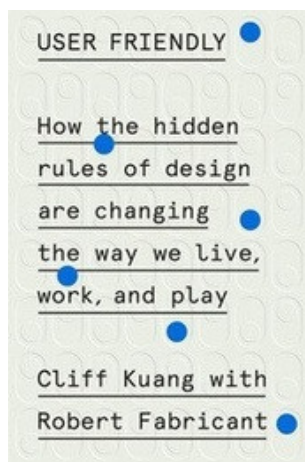 USER FRIENDLY
How the hidden
rules of design
are changing
the way we live,
work, and play
Cliff Kuang with
Robert Fabricant